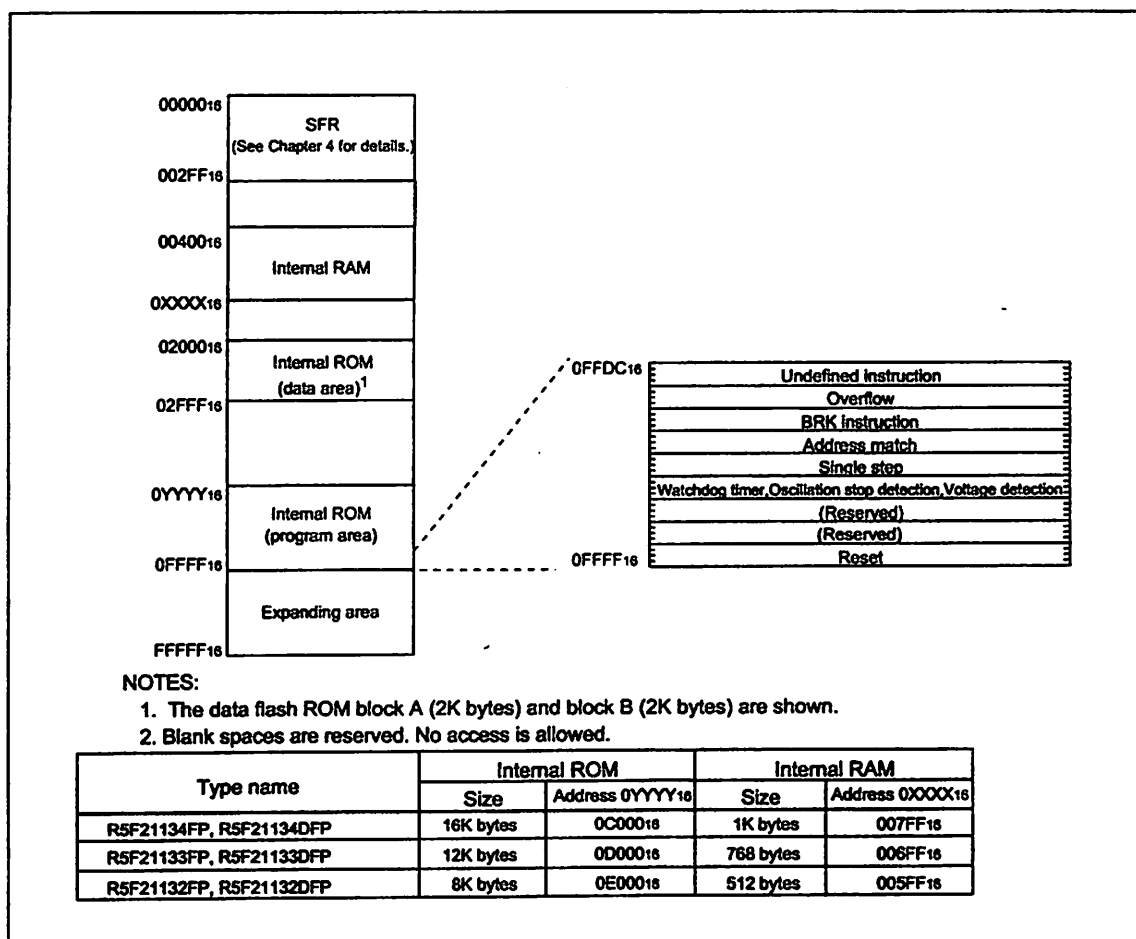 00000₁₆
SFR
(See Chapter 4 for details.)
002FF₁₆
00400₁₆
Internal RAM
0XXXX₁₆
02000₁₆
Internal ROM
(data area)¹
02FFF₁₆
0YYYY₁₆
Internal ROM
(program area)
0FFFF₁₆
Expanding area
FFFFF₁₆
0FFDC₁₆
Undefined instruction
Overflow
BRK instruction
Address match
Single step
Watchdog timer,Oscillation stop detection,Voltage detection
(Reserved)
(Reserved)
0FFFF₁₆ Reset
NOTES:
1. The data flash ROM block A (2K bytes) and block B (2K bytes) are shown.
2. Blank spaces are reserved. No access is allowed.
Type name Internal ROM Internal RAM
Size Address 0YYYY₁₆ Size Address 0XXXX₁₆
R5F21134FP, R5F21134DFP 16K bytes 0C000₁₆ 1K bytes 007FF₁₆
R5F21133FP, R5F21133DFP 12K bytes 0D000₁₆ 768 bytes 006FF₁₆
R5F21132FP, R5F21132DFP 8K bytes 0E000₁₆ 512 bytes 005FF₁₆